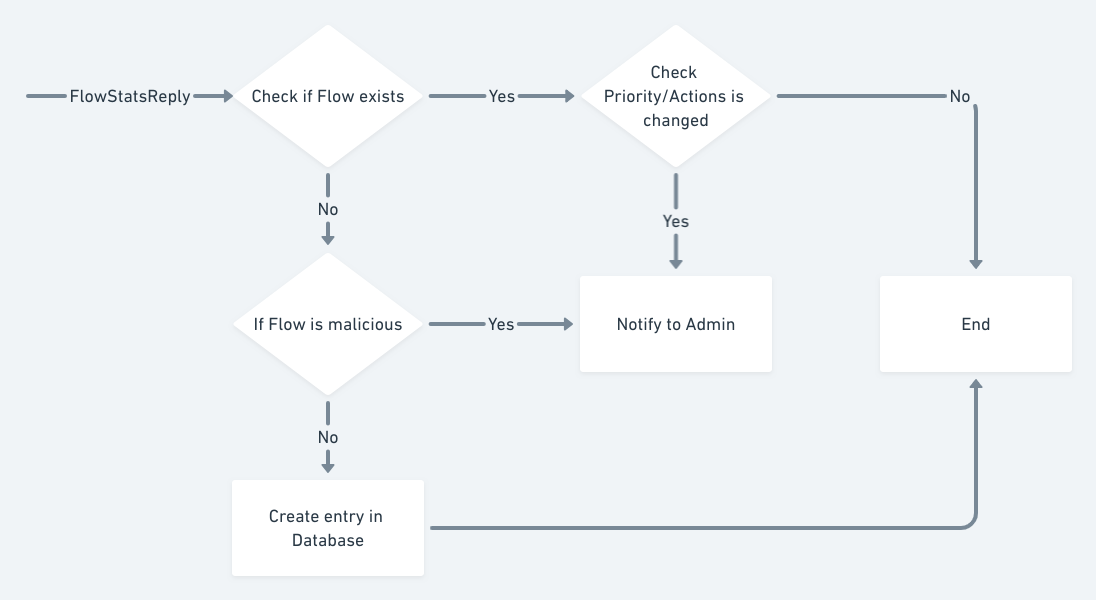 FlowStatsReply
Check if Flow exists
Yes
Check
Priority/Actions is
changed
No
No
Yes
If Flow is malicious
Yes
Notify to Admin
End
No
Create entry in
Database